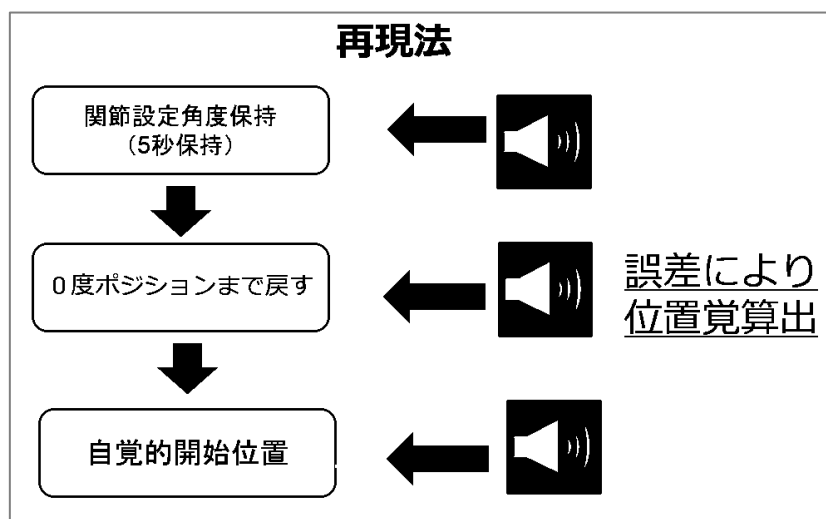 再現法
関節設定角度保持
（5秒保持）
０度ポジションまで戻す
誤差により
位置覚算出
自覚的開始位置